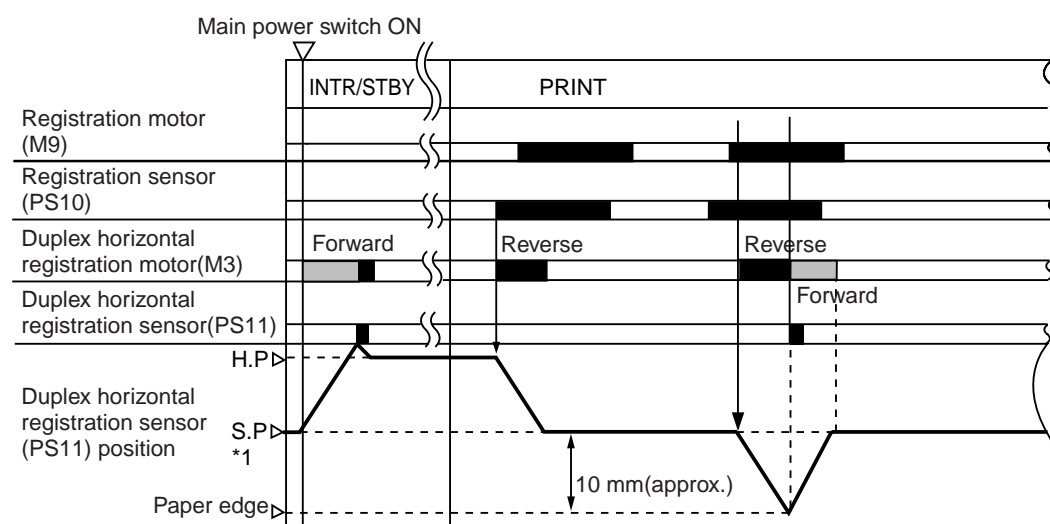 Main power switch ON
INTR/STBY
PRINT
Registration motor
(M9)
Registration sensor
(PS10)
Duplex horizontal
registration motor(M3)
Forward
Reverse
Reverse
Forward
Duplex horizontal
registration sensor(PS11)
H.P
Duplex horizontal
registration sensor
(PS11) position
S.P
*1
10 mm(approx.)
Paper edge